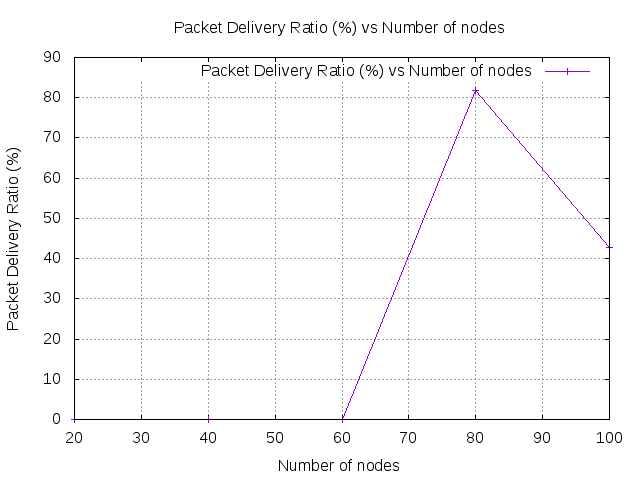 Packet Delivery Ratio (%) vs Number of nodes
90
Packet Delivery Ratio (%) vs Number of nodes
80
70
60
50
40
30
20
10
0
Packet Delivery Ratio (%)
20 30 40 50 60 70 80 90 100
Number of nodes